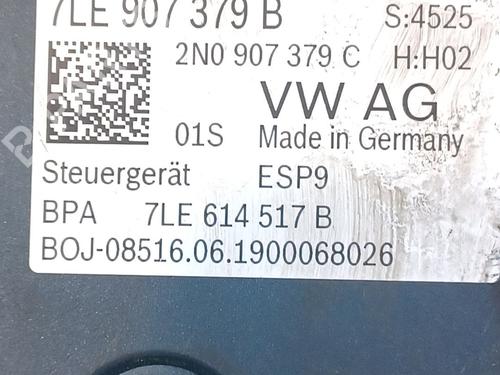 7LE 907 379 B S:4525
2N0 907 379 C H:H02
VW AG
01S Made in Germany
Steuergerät ESP9
BPA 7LE 614 517 B
BOJ-08516.06.1900068026